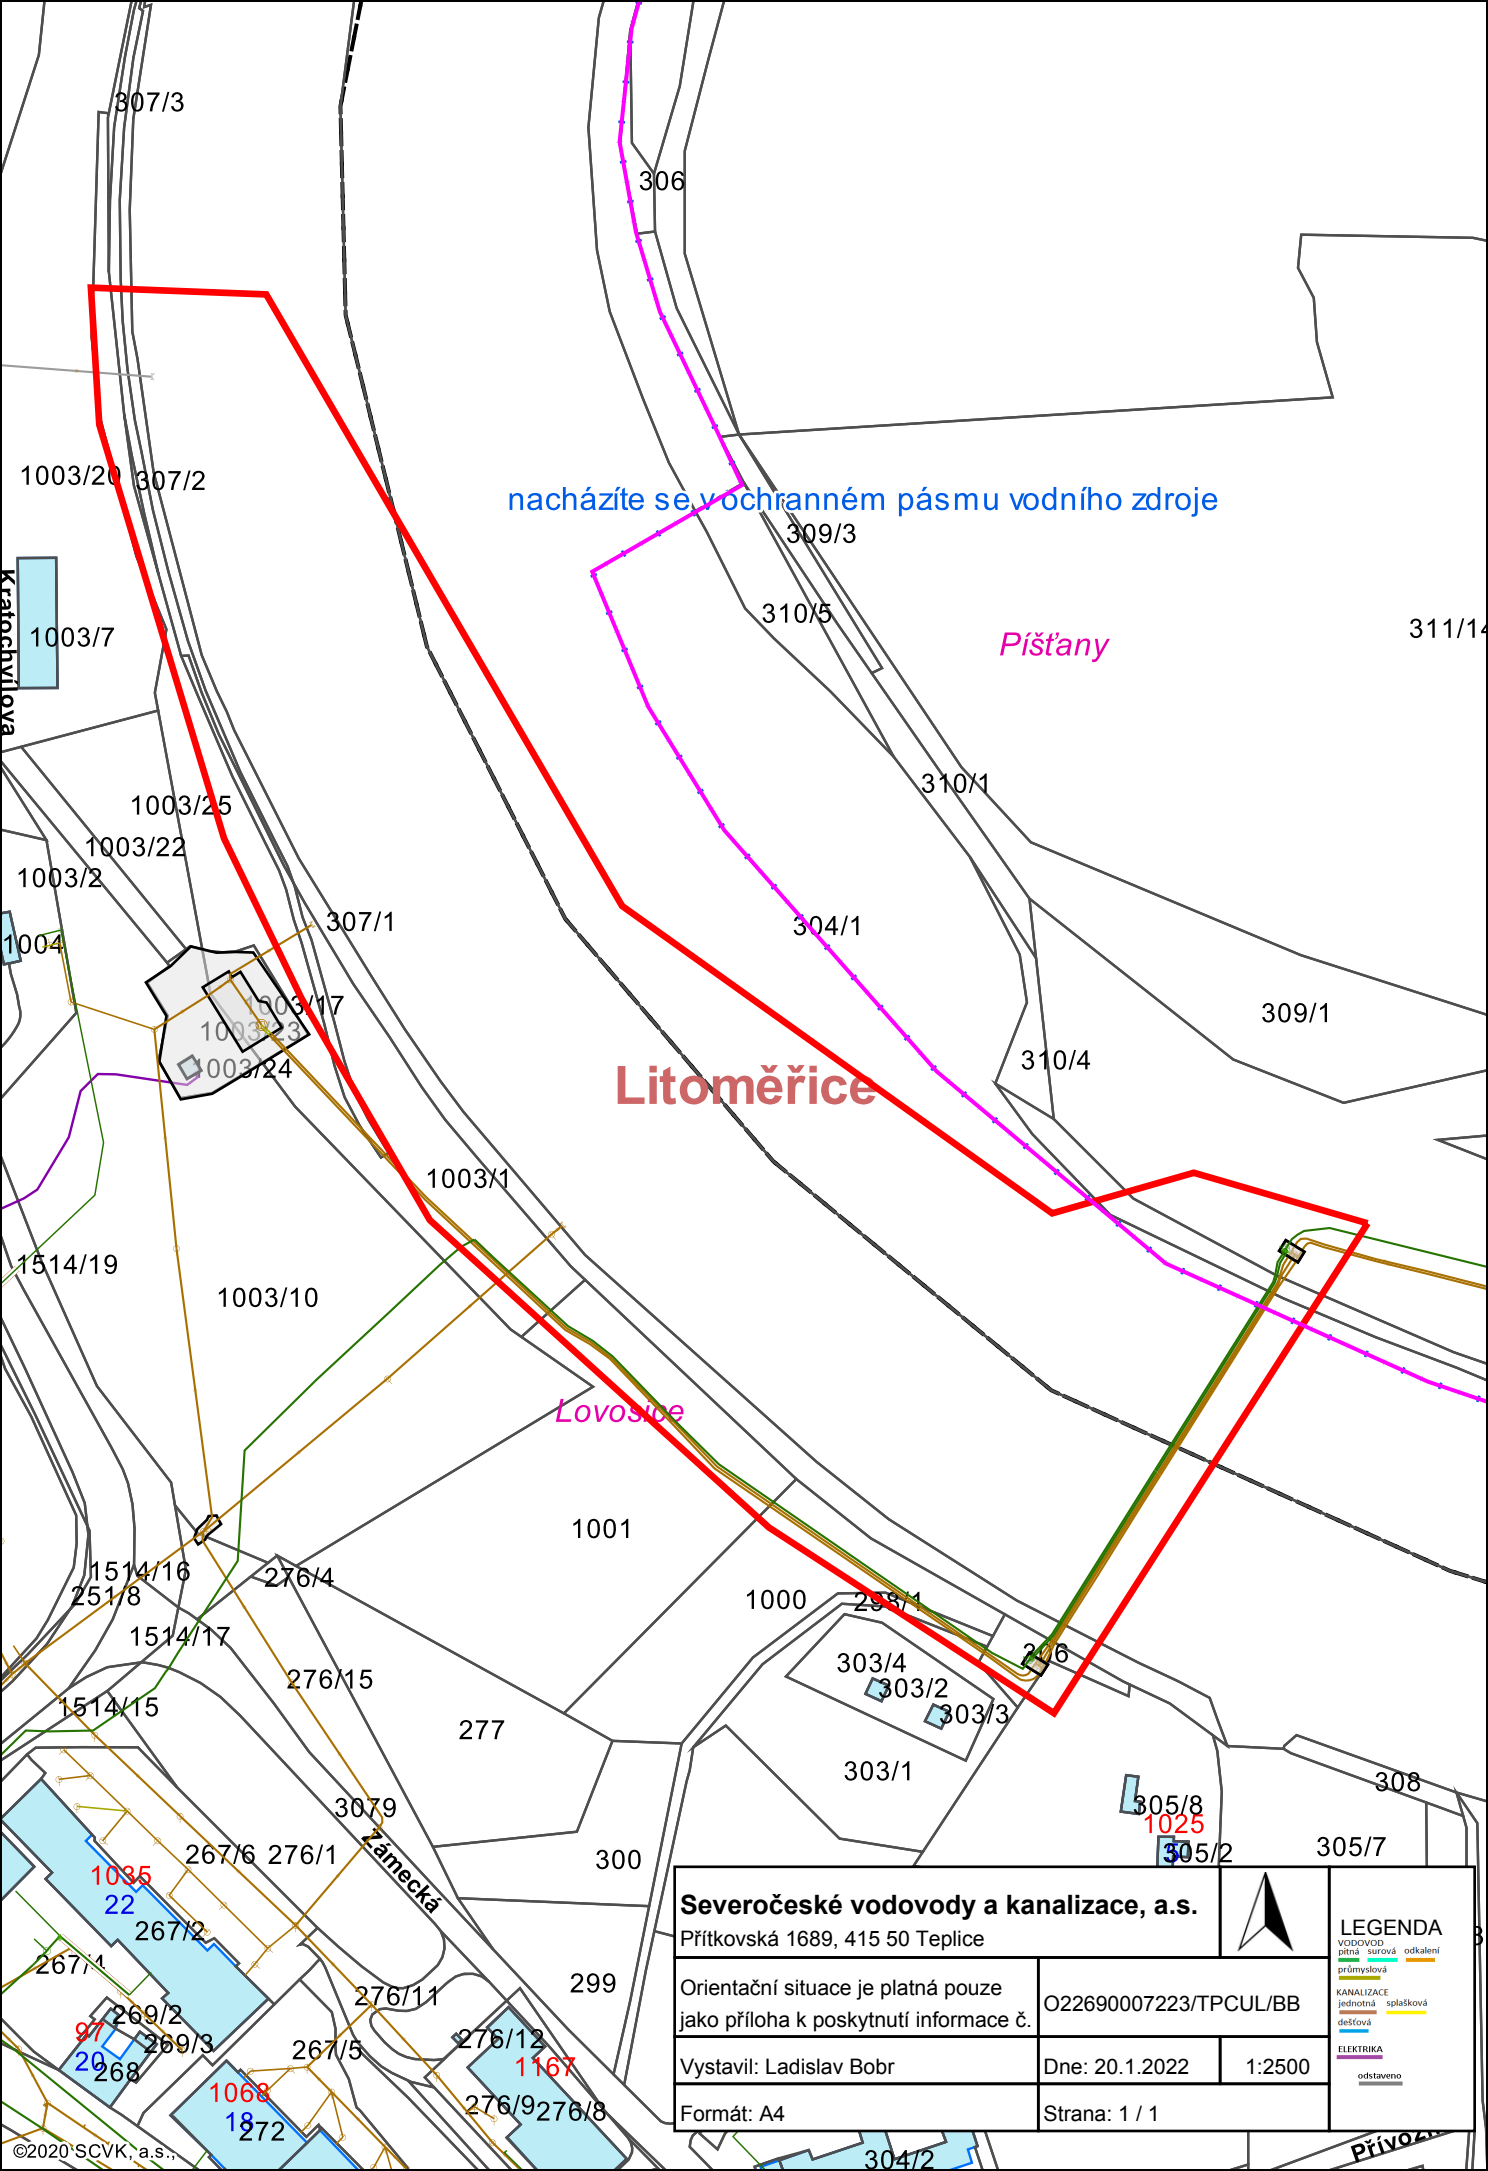 307/3
306
1003/20
307/2
nacházíte se v ochranném pásmu vodního zdroje
309/3
310/5
Kratochvílova
1003/7
Píšťany
311/14
310/1
1003/25
1003/22
1003/2
307/1
304/1
1004
1003/17
1003/23
1003/24
309/1
310/4
Litoměřice
1003/1
1514/19
1003/10
Lovosice
1001
1514/16
276/4
251/8
1000
298/1
1514/17
296
303/4
276/15
303/2
1514/15
303/3
277
303/1
308
3079
305/8
1025
Zámecká
267/6
276/1
5
305/2
305/7
300
1035
22
267/2
267/4
299
276/11
269/2
97
269/3
267/5
276/12
20
268
1167
1068
18
272
276/9
276/8
304/2
Severočeské vodovody a kanalizace, a.s.
Přítkovská 1689, 415 50 Teplice
Orientační situace je platná pouze
jako příloha k poskytnutí informace č.
O22690007223/TPCUL/BB
Vystavil: Ladislav Bobr
Dne: 20.1.2022
1:2500
Formát: A4
Strana: 1 / 1
LEGENDA
VODOVOD
pitná surová odkalení
průmyslová
KANALIZACE
jednotná splašková
dešťová
ELEKTRIKA
odstaveno
©2020 SCVK, a.s.,